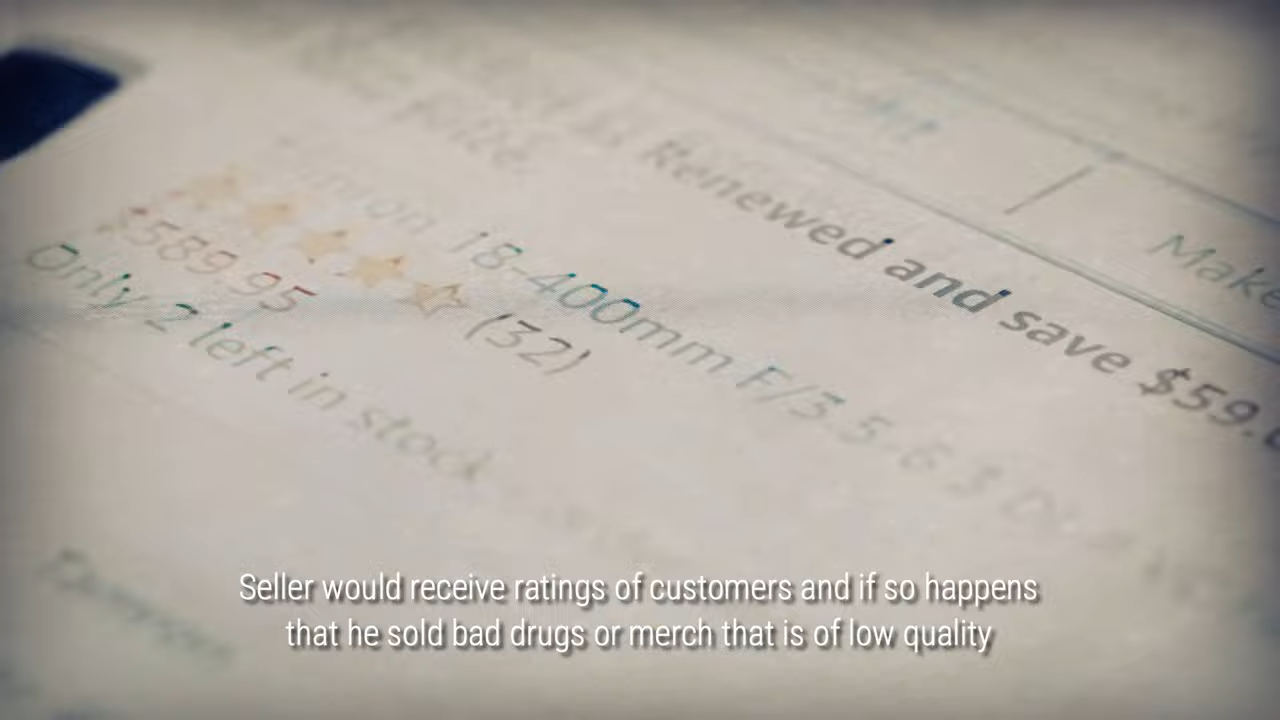 Renewed and save $59.
Make
18-400mm F/3.5-6.3
(32)
$589.95
Only 2 left in stock
Seller would receive ratings of customers and if so happens
that he sold bad drugs or merch that is of low quality